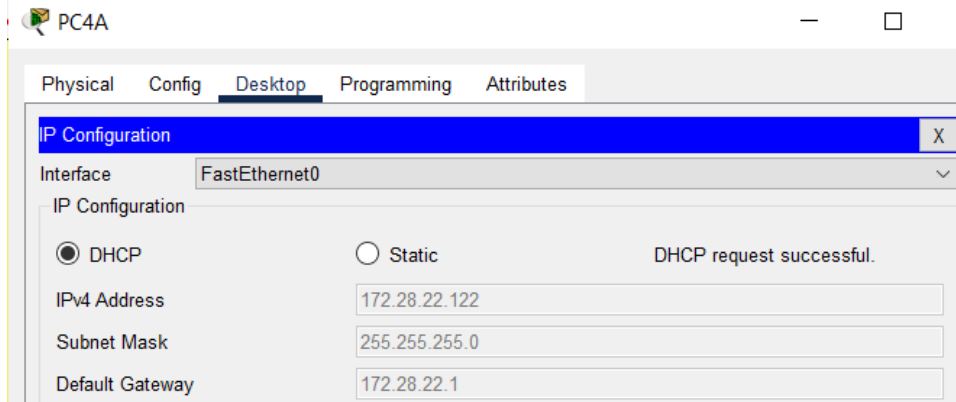 PC4A
Physical Config Desktop Programming Attributes
IP Configuration X
Interface FastEthernet0
IP Configuration
DHCP Static DHCP request successful.
IPv4 Address 172.28.22.122
Subnet Mask 255.255.255.0
Default Gateway 172.28.22.1